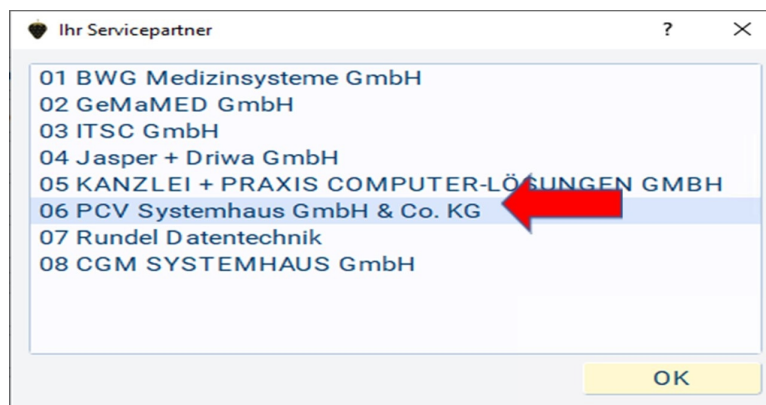 Ihr Servicepartner ? ×
01 BWG Medizinsysteme GmbH
02 GeMaMED GmbH
03 ITSC GmbH
04 Jasper + Driwa GmbH
05 KANZLEI + PRAXIS COMPUTER-LÖSUNGEN GMBH
06 PCV Systemhaus GmbH & Co. KG
07 Rundel Datentechnik
08 CGM SYSTEMHAUS GmbH
OK